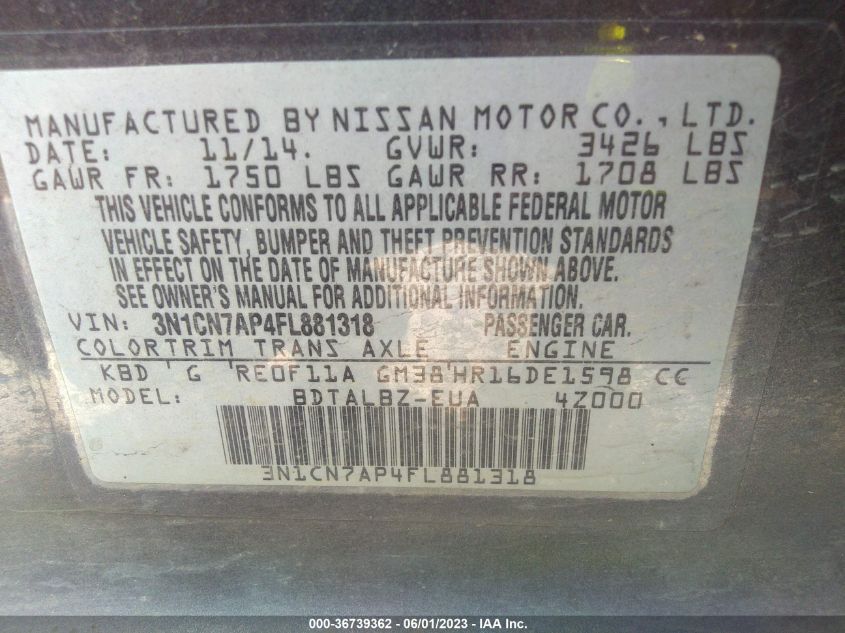 MANUFACTURED BY NISSAN MOTOR CO., LTD.
DATE: 11/14. GVWR: 3426 LBS
GAWR FR: 1750 LBS GAWR RR: 1708 LBS
THIS VEHICLE CONFORMS TO ALL APPLICABLE FEDERAL MOTOR
VEHICLE SAFETY, BUMPER AND THEFT PREVENTION STANDARDS
IN EFFECT ON THE DATE OF MANUFACTURE SHOWN ABOVE.
SEE OWNER'S MANUAL FOR ADDITIONAL INFORMATION.
VIN: 3N1CN7AP4FL881318 PASSENGER CAR.
COLORTRIM TRANS AXLE ENGINE
KBD G RE0F11A GM38 HR16DE1598 CC
MODEL: BDTALBZ-EUA 4Z000
3N1CN7AP4FL881318
000-36739362 - 06/01/2023 - IAA Inc.